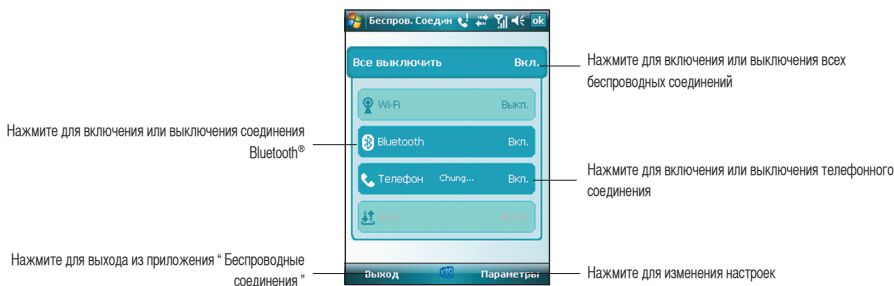 Беспров. Соедин ok
Все выключить Вкл.
Wi-Fi Выкл.
Bluetooth Вкл.
Телефон Chung... Вкл.
Выход Параметры
Нажмите для включения или выключения всех
беспроводных соединений
Нажмите для включения или выключения соединения
Bluetooth®
Нажмите для включения или выключения телефонного
соединения
Нажмите для выхода из приложения “ Беспроводные
соединения ”
Нажмите для изменения настроек